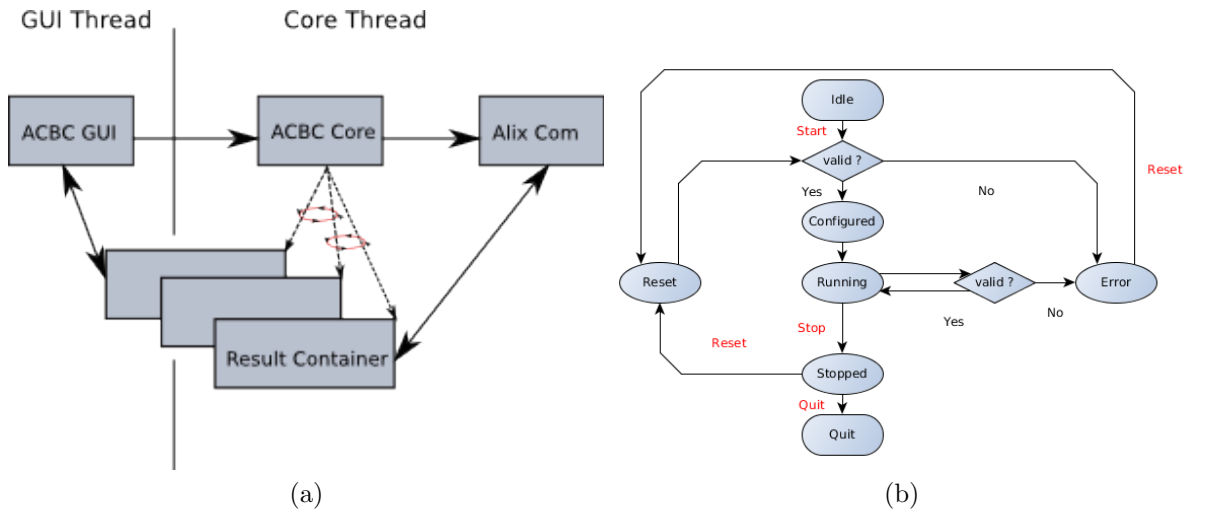 GUI Thread
Core Thread
ACBC GUI
ACBC Core
Alix Com
Result Container
(a)
Idle
Start
valid ?
Reset
Yes
No
Configured
Reset
Running
valid ?
Error
Stop
Yes
No
Reset
Stopped
Quit
Quit
(b)